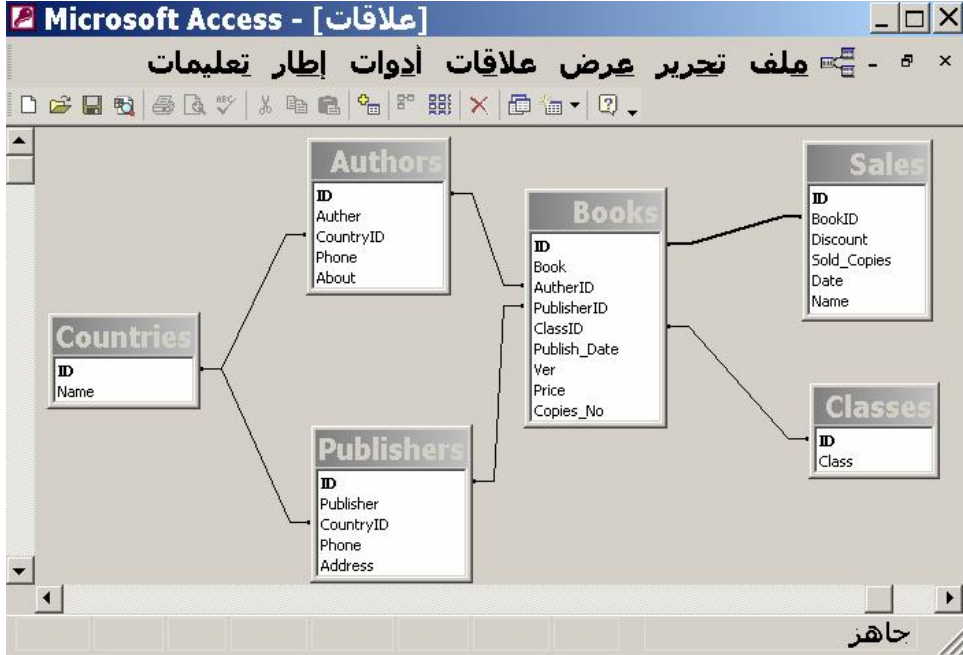 Microsoft Access - [علاقات]
ملف تحرير عرض علاقات أدوات إطار تعليمات
ABC
Authors
ID
Auther
CountryID
Phone
About
Books
ID
Book
AutherID
PublisherID
ClassID
Publish_Date
Ver
Price
Copies_No
Sales
ID
BookID
Discount
Sold_Copies
Date
Name
Countries
ID
Name
Publishers
ID
Publisher
CountryID
Phone
Address
Classes
ID
Class
جاهز